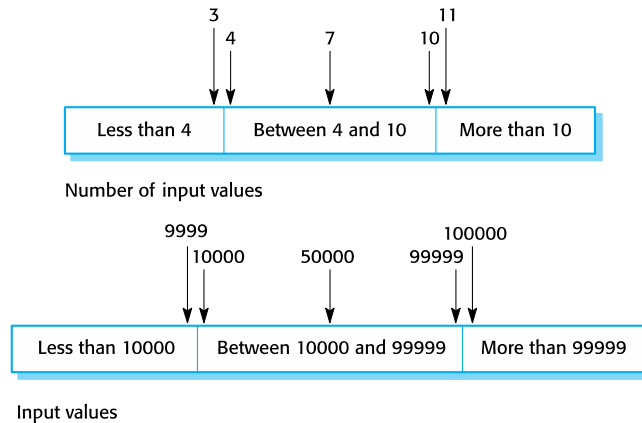 3
11
4
7
10
Less than 4
Between 4 and 10
More than 10
Number of input values
9999
100000
10000
50000
99999
Less than 10000
Between 10000 and 99999
More than 99999
Input values